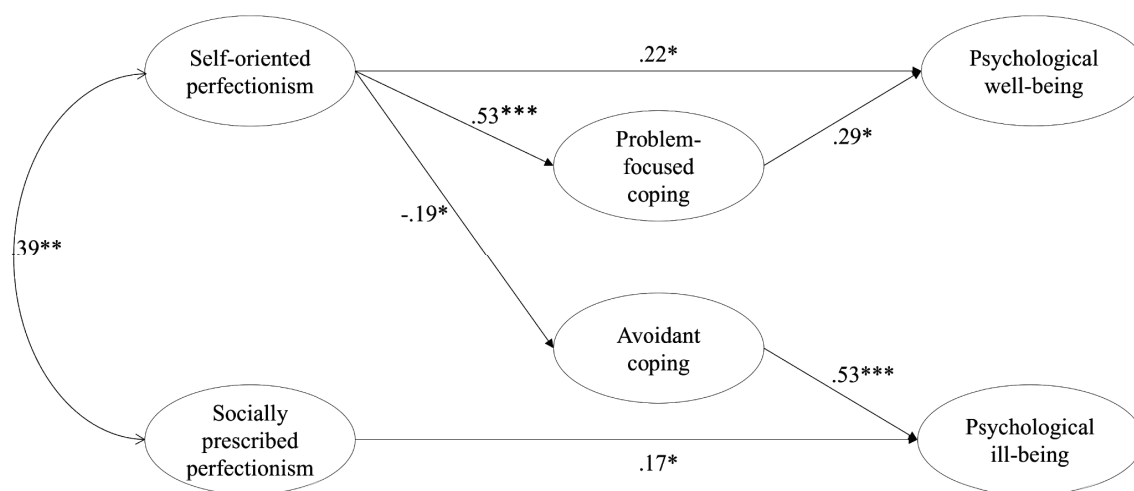 Self-oriented
perfectionism
.22*
Psychological
well-being
.53***
Problem-
focused
coping
.29*
-.19*
.39**
Avoidant
coping
.53***
Socially
prescribed
perfectionism
.17*
Psychological
ill-being